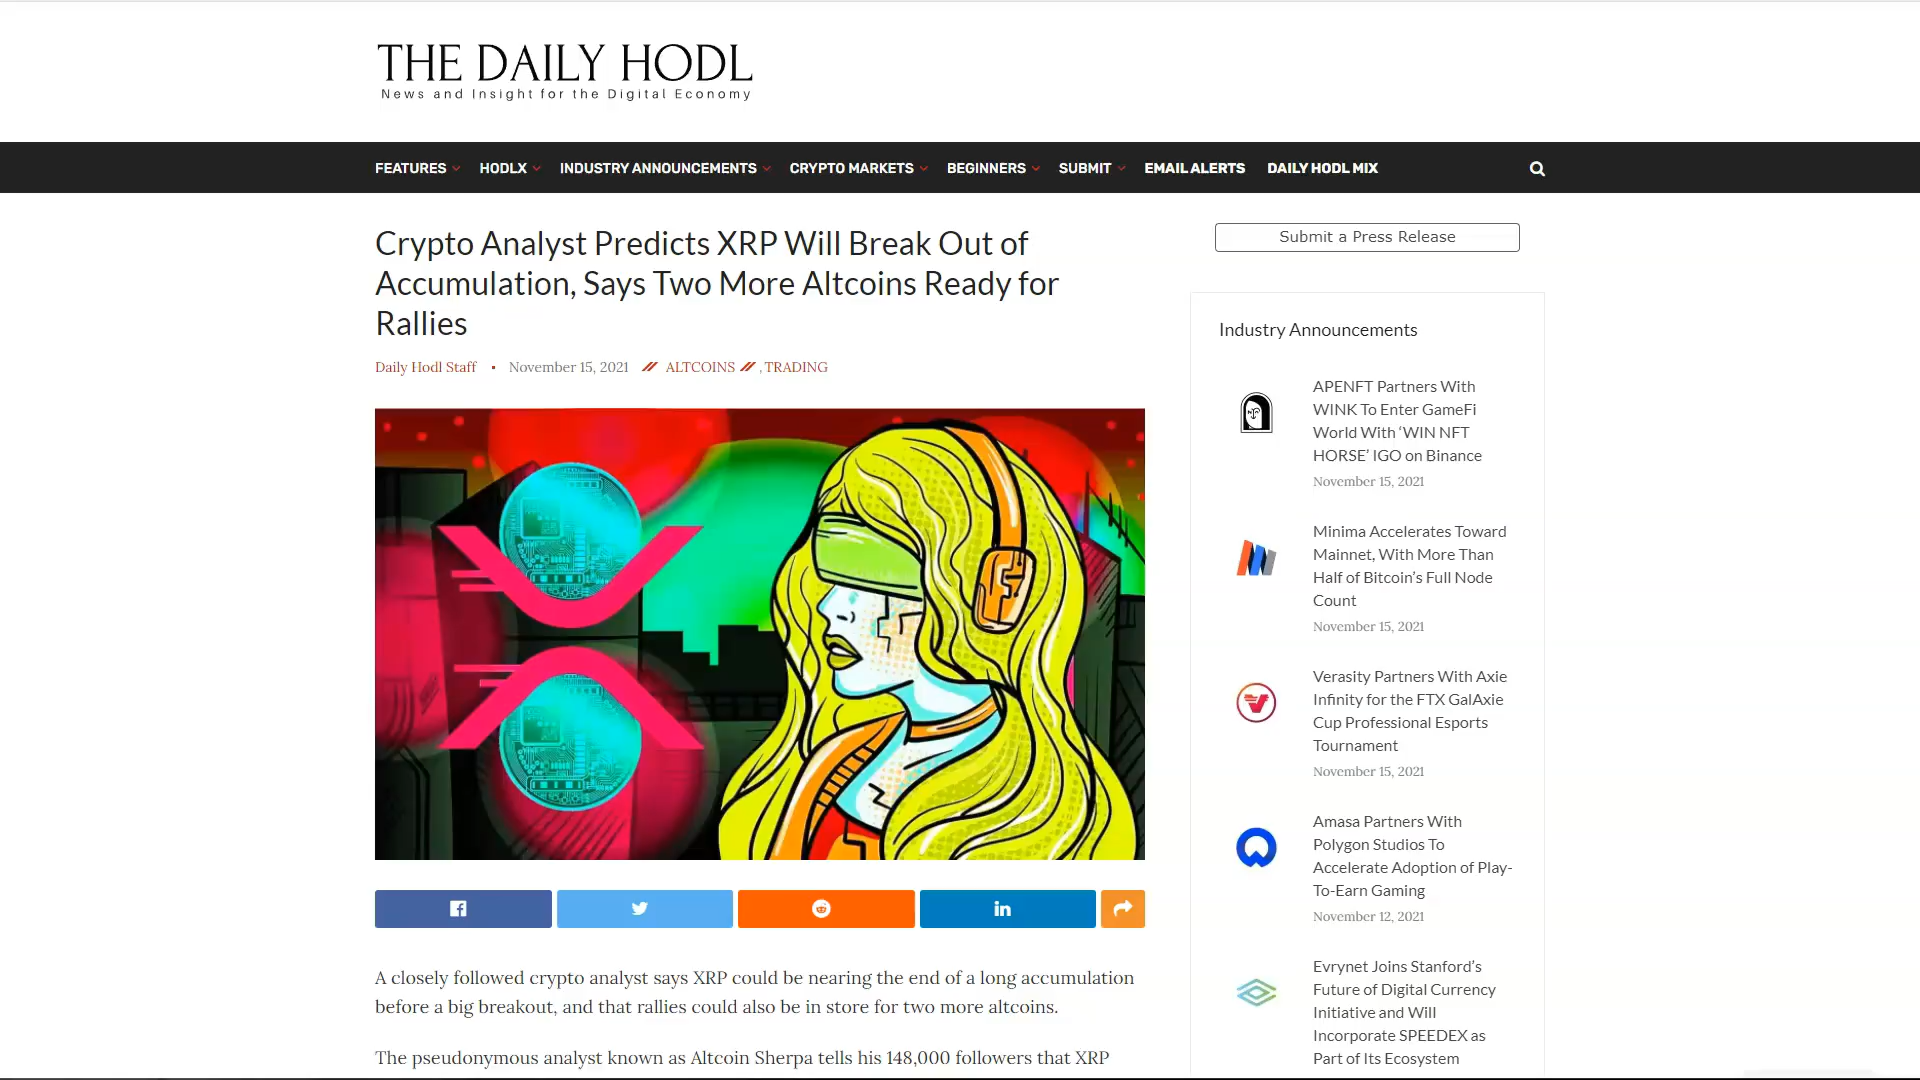 THE DAILY HODL
News and Insight for the Digital Economy
FEATURES HODLX INDUSTRY ANNOUNCEMENTS CRYPTO MARKETS BEGINNERS SUBMIT EMAIL ALERTS DAILY HODL MIX
Crypto Analyst Predicts XRP Will Break Out of
Accumulation, Says Two More Altcoins Ready for
Rallies
Daily Hodl Staff • November 15, 2021 // ALTCOINS // , TRADING
A closely followed crypto analyst says XRP could be nearing the end of a long accumulation
before a big breakout, and that rallies could also be in store for two more altcoins.
The pseudonymous analyst known as Altcoin Sherpa tells his 148,000 followers that XRP
Submit a Press Release
Industry Announcements
APENFT Partners With
WINK To Enter GameFi
World With ‘WIN NFT
HORSE’ IGO on Binance
November 15, 2021
Minima Accelerates Toward
Mainnet, With More Than
Half of Bitcoin’s Full Node
Count
November 15, 2021
Verasity Partners With Axie
Infinity for the FTX GalAxie
Cup Professional Esports
Tournament
November 15, 2021
Amasa Partners With
Polygon Studios To
Accelerate Adoption of Play-
To-Earn Gaming
November 12, 2021
Evrynet Joins Stanford’s
Future of Digital Currency
Initiative and Will
Incorporate SPEEDEX as
Part of Its Ecosystem